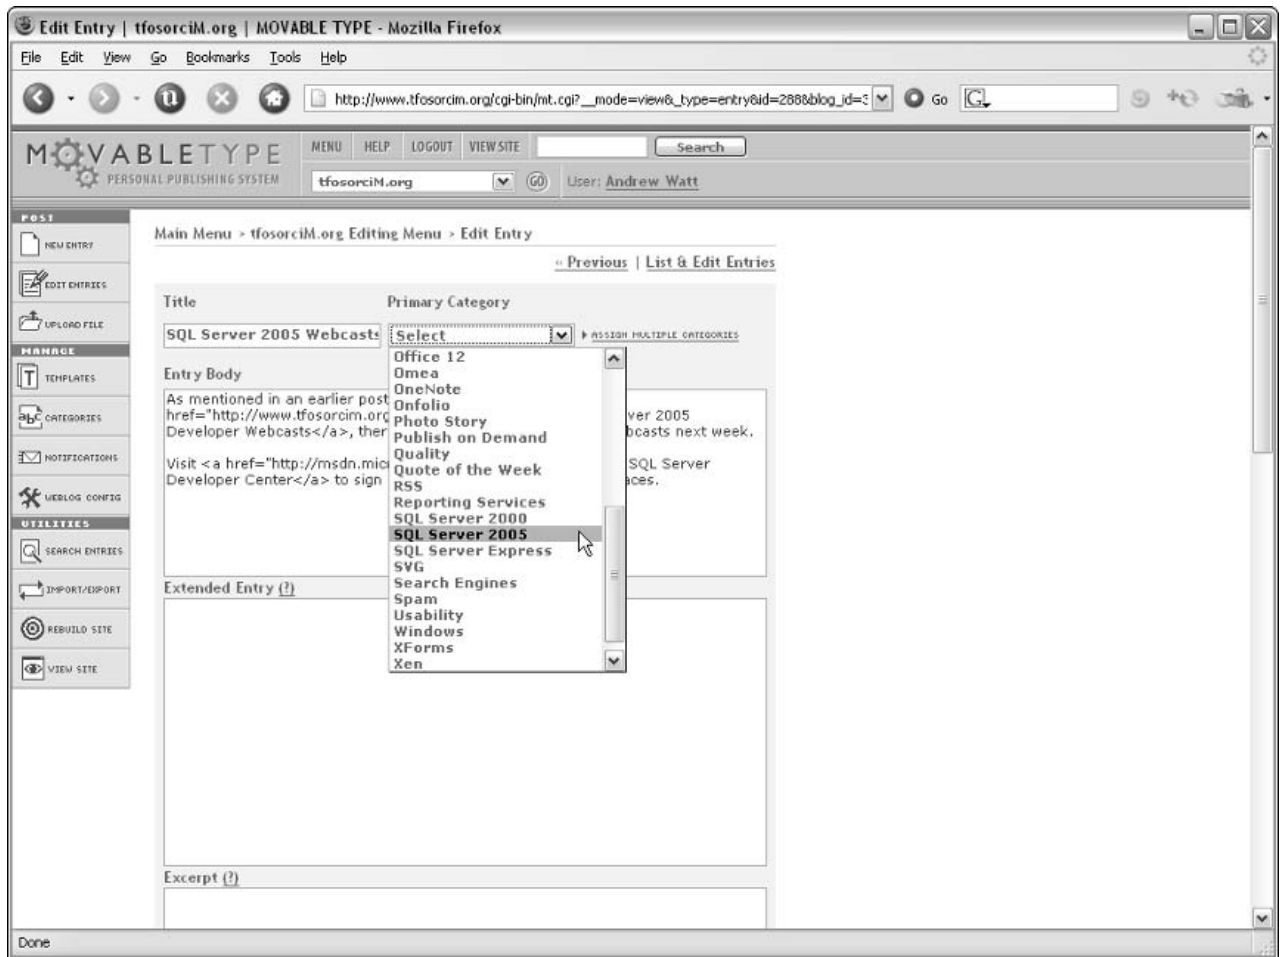 Edit Entry | tfosorciM.org | MOVABLE TYPE - Mozilla Firefox
File Edit View Go Bookmarks Tools Help
http://www.tfosorcim.org/cgi-bin/mt.cgi?__mode=view&_type=entry&id=288&blog_id=3 Go G
MOVABLETYPE
PERSONAL PUBLISHING SYSTEM
MENU HELP LOGOUT VIEW SITE Search
tfosorciM.org GO User: Andrew Watt
POST
NEW ENTRY
EDIT ENTRIES
UPLOAD FILE
MANAGE
T TEMPLATES
abc CATEGORIES
NOTIFICATIONS
WEBLOG CONFIG
UTILITIES
SEARCH ENTRIES
IMPORT/EXPORT
REBUILD SITE
VIEW SITE
Main Menu > tfosorciM.org Editing Menu > Edit Entry
« Previous | List & Edit Entries
Title Primary Category
SQL Server 2005 Webcasts Select ASSIGN MULTIPLE CATEGORIES
Office 12
Omea
OneNote
Onfolio
Photo Story
Publish on Demand
Quality
Quote of the Week
RSS
Reporting Services
SQL Server 2000
SQL Server 2005
SQL Server Express
SVG
Search Engines
Spam
Usability
Windows
XForms
Xen
Entry Body
As mentioned in an earlier post
href="http://www.tfosorcim.org ver 2005
Developer Webcasts</a>, ther bcasts next week.
Visit <a href="http://msdn.micr SQL Server
Developer Center</a> to sign aces.
Extended Entry (?)
Excerpt (?)
Done